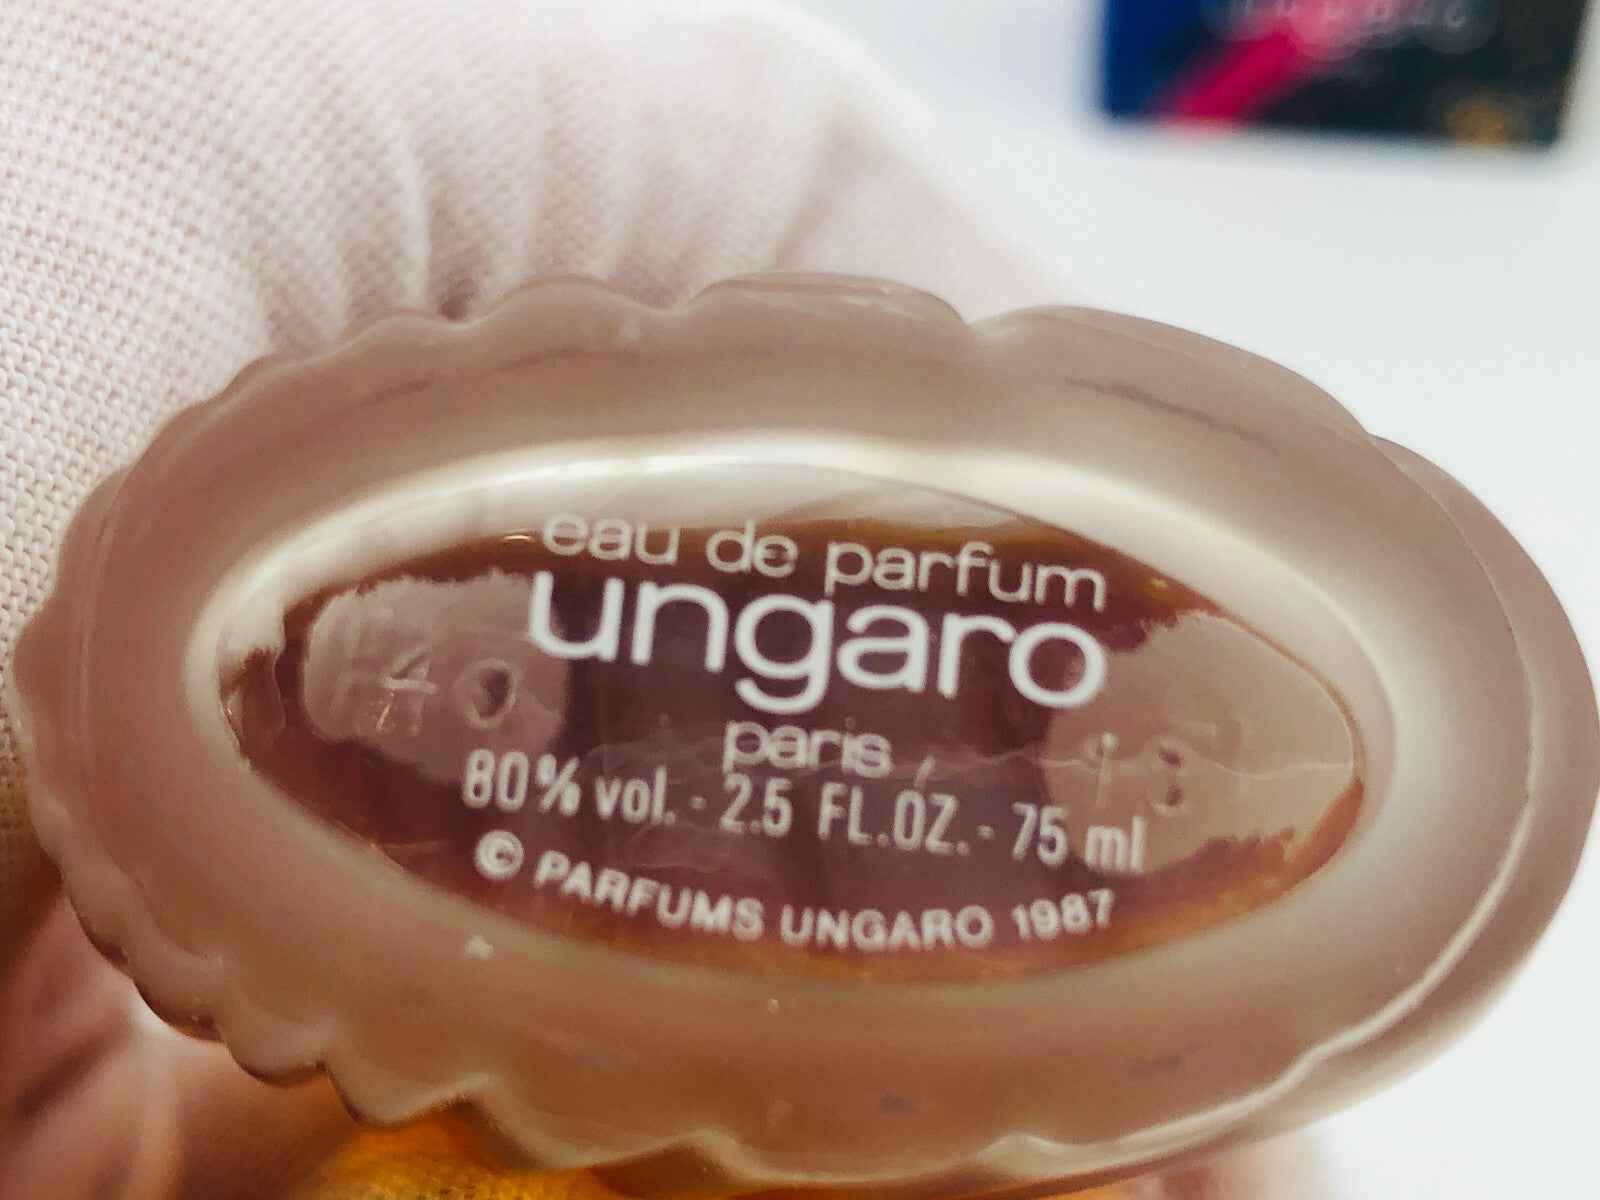 eau de parfum
ungaro
paris
80% vol. - 2.5 FL.OZ. - 75 ml
© PARFUMS UNGARO 1987